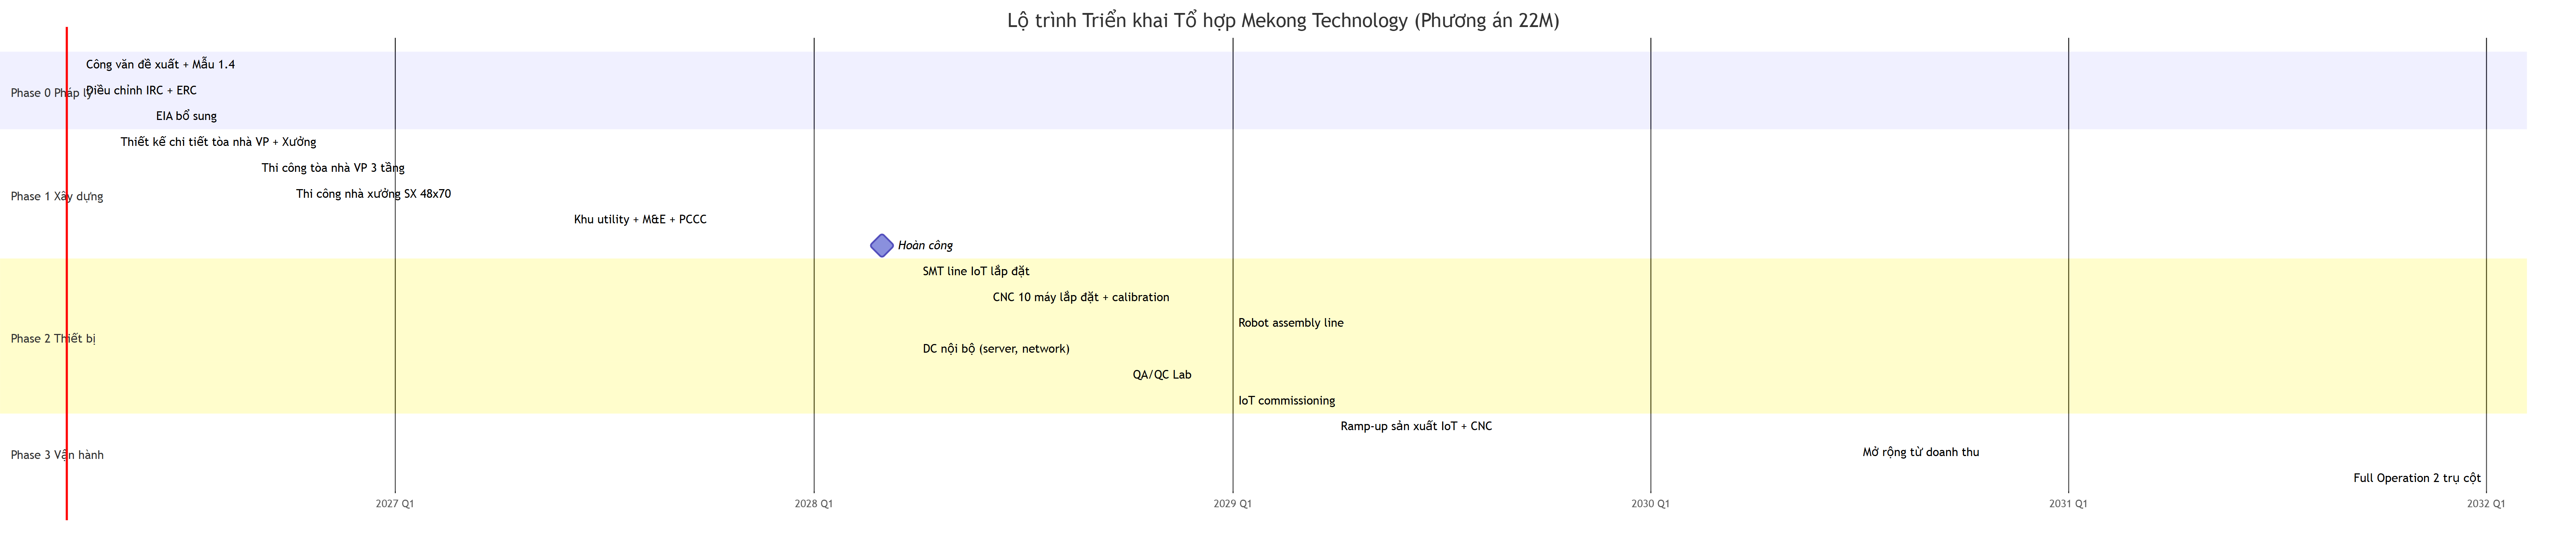 Lộ trình Triển khai Tổ hợp Mekong Technology (Phương án 22M)
Phase 0 Pháp lý
Công văn đề xuất + Mẫu 1.4
Điều chỉnh IRC + ERC
EIA bổ sung
Phase 1 Xây dựng
Thiết kế chi tiết tòa nhà VP + Xưởng
Thi công tòa nhà VP 3 tầng
Thi công nhà xưởng SX 48x70
Khu utility + M&E + PCCC
Hoàn công
Phase 2 Thiết bị
SMT line IoT lắp đặt
CNC 10 máy lắp đặt + calibration
Robot assembly line
DC nội bộ (server, network)
QA/QC Lab
IoT commissioning
Phase 3 Vận hành
Ramp-up sản xuất IoT + CNC
Mở rộng từ doanh thu
Full Operation 2 trụ cột
2027 Q1
2028 Q1
2029 Q1
2030 Q1
2031 Q1
2032 Q1